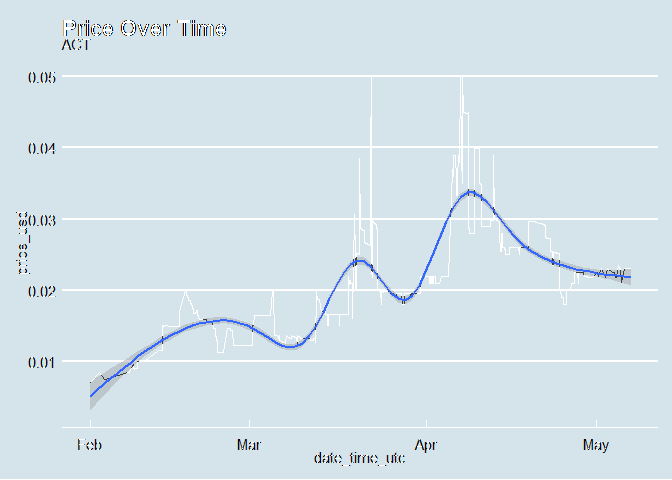 Price Over Time
ACT
0.05
0.04
0.03
0.02
0.01
price_usd
Feb
Mar
Apr
May
date_time_utc